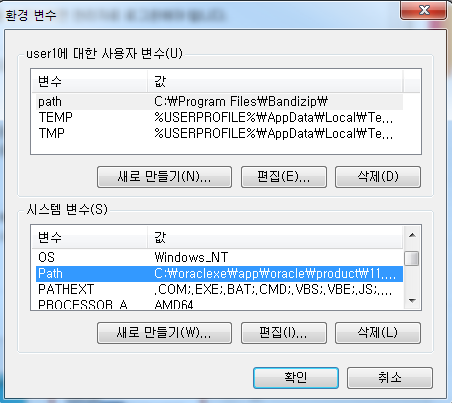 환경 변수
user1에 대한 사용자 변수(U)
변수 값
path C:₩Program Files₩Bandizip₩
TEMP %USERPROFILE%₩AppData₩Local₩Te,,,
TMP %USERPROFILE%₩AppData₩Local₩Te,,,
새로 만들기(N)... 편집(E)... 삭제(D)
시스템 변수(S)
변수 값
OS Windows_NT
Path C:₩oraclexe₩app₩oracle₩product₩11,,,,
PATHEXT .COM;.EXE;.BAT;.CMD;.VBS;.VBE;.JS;,,,,
PROCESSOR_A AMD64
새로 만들기(W)... 편집(I)... 삭제(L)
확인 취소